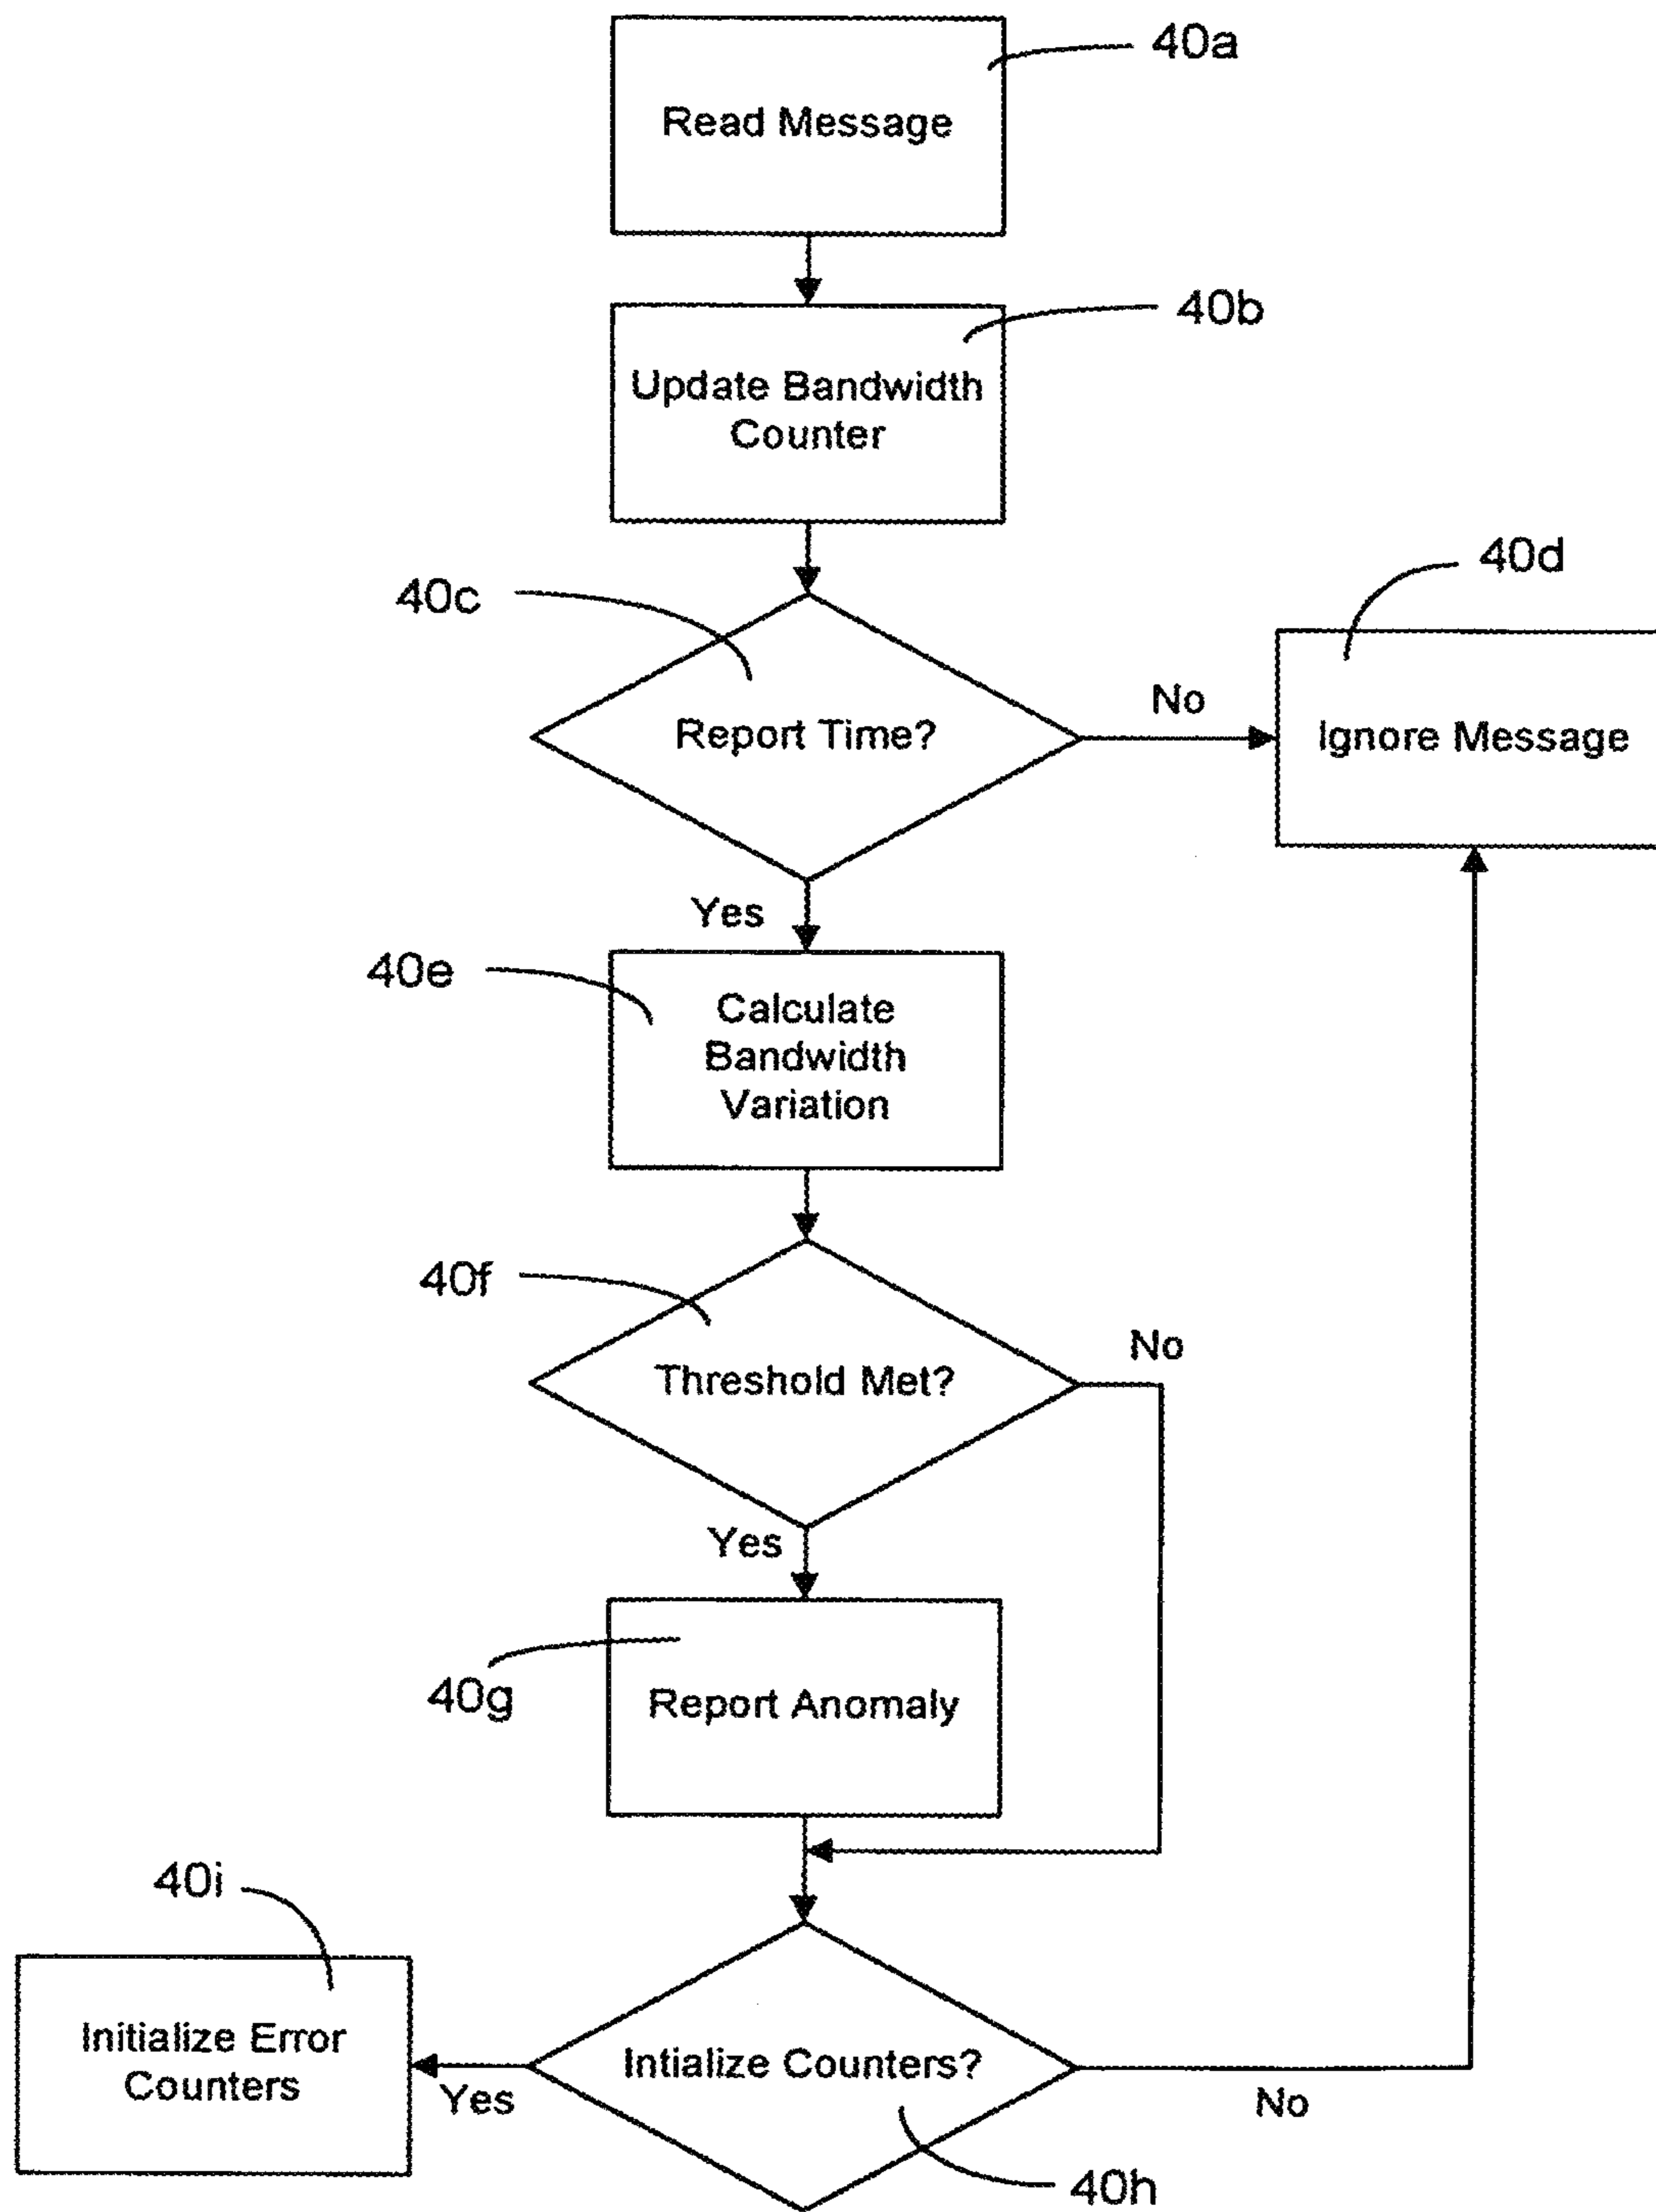 40a
Read Message
40b
Update Bandwidth
Counter
40c
40d
Report Time?
No
Ignore Message
Yes
40e
Calculate
Bandwidth
Variation
40f
No
Threshold Met?
Yes
40g
Report Anomaly
40i
Initialize Error
Counters
Intialize Counters?
Yes
No
40h